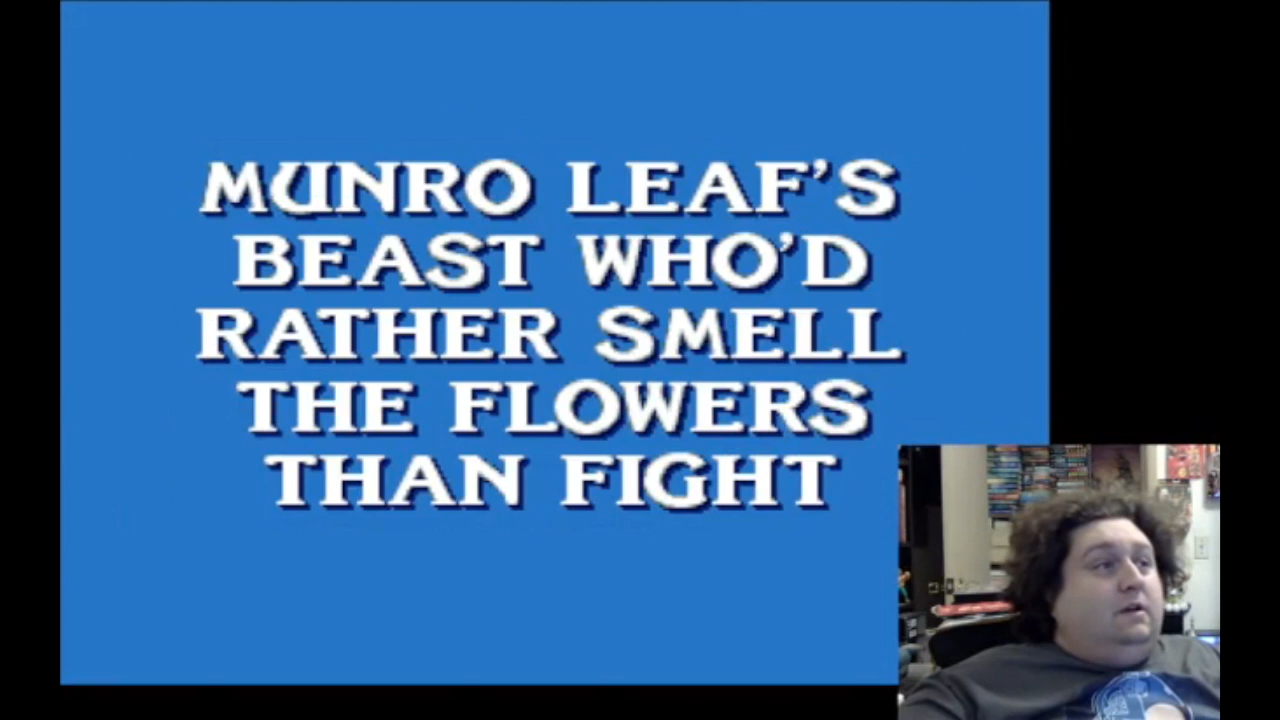 MUNRO LEAF'S
BEAST WHO'D
RATHER SMELL
THE FLOWERS
THAN FIGHT